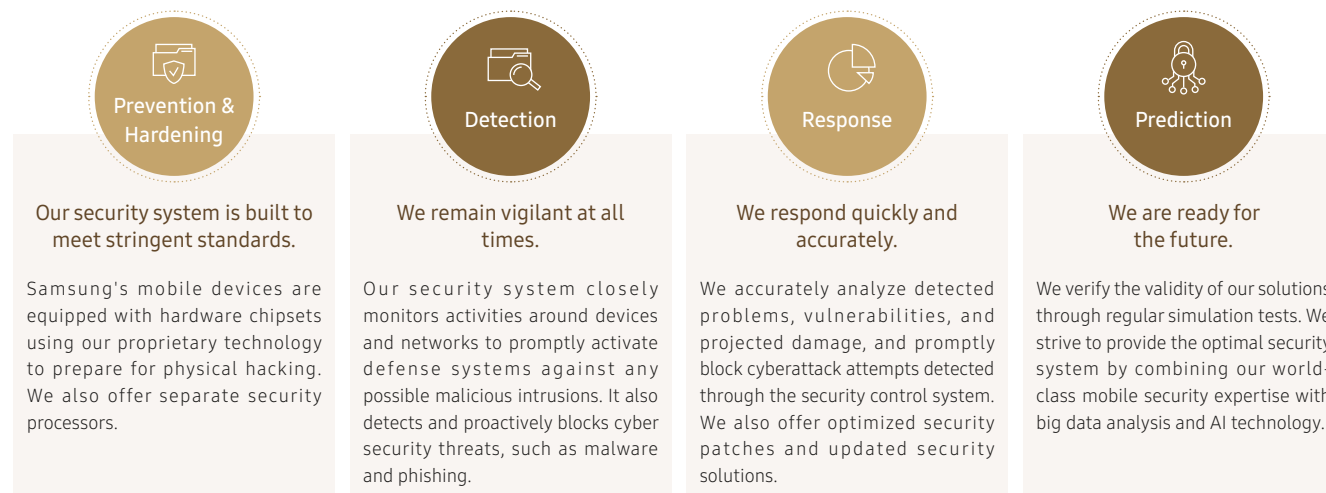 Prevention &
Hardening
Our security system is built to
meet stringent standards.
Samsung's mobile devices are
equipped with hardware chipsets
using our proprietary technology
to prepare for physical hacking.
We also offer separate security
processors.
Detection
We remain vigilant at all
times.
Our security system closely
monitors activities around devices
and networks to promptly activate
defense systems against any
possible malicious intrusions. It also
detects and proactively blocks cyber
security threats, such as malware
and phishing.
Response
We respond quickly and
accurately.
We accurately analyze detected
problems, vulnerabilities, and
projected damage, and promptly
block cyberattack attempts detected
through the security control system.
We also offer optimized security
patches and updated security
solutions.
Prediction
We are ready for
the future.
We verify the validity of our solutions
through regular simulation tests. We
strive to provide the optimal security
system by combining our world-
class mobile security expertise with
big data analysis and AI technology.